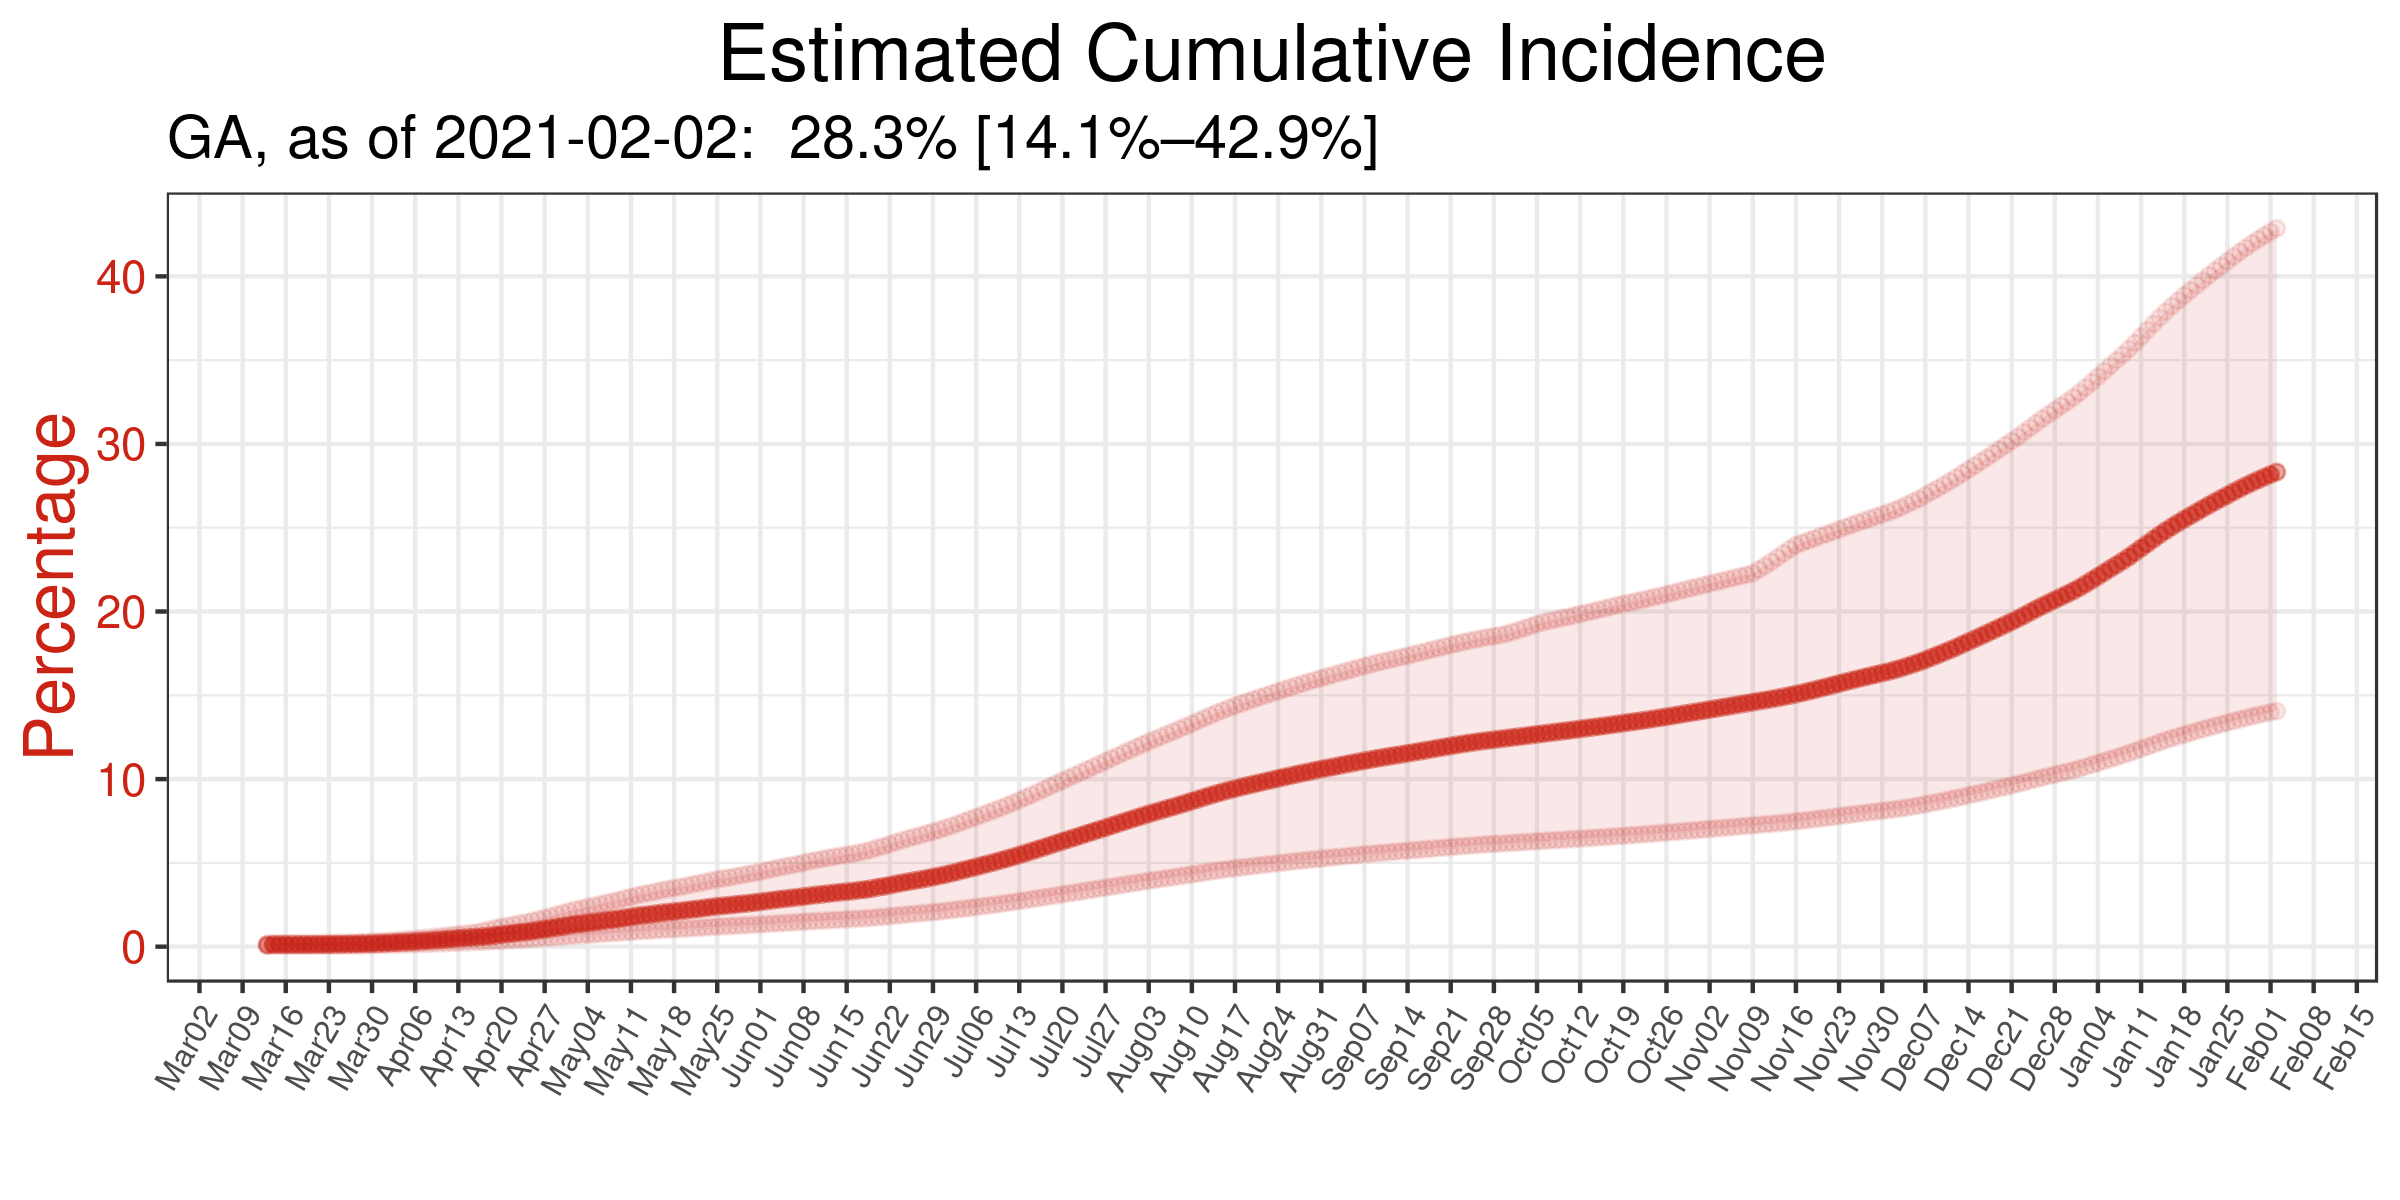 Estimated Cumulative Incidence
GA, as of 2021-02-02:  28.3% [14.1%–42.9%]
Percentage
40
30
20
10
0
Mar02
Mar09
Mar16
Mar23
Mar30
Apr06
Apr13
Apr20
Apr27
May04
May11
May18
May25
Jun01
Jun08
Jun15
Jun22
Jun29
Jul06
Jul13
Jul20
Jul27
Aug03
Aug10
Aug17
Aug24
Aug31
Sep07
Sep14
Sep21
Sep28
Oct05
Oct12
Oct19
Oct26
Nov02
Nov09
Nov16
Nov23
Nov30
Dec07
Dec14
Dec21
Dec28
Jan04
Jan11
Jan18
Jan25
Feb01
Feb08
Feb15